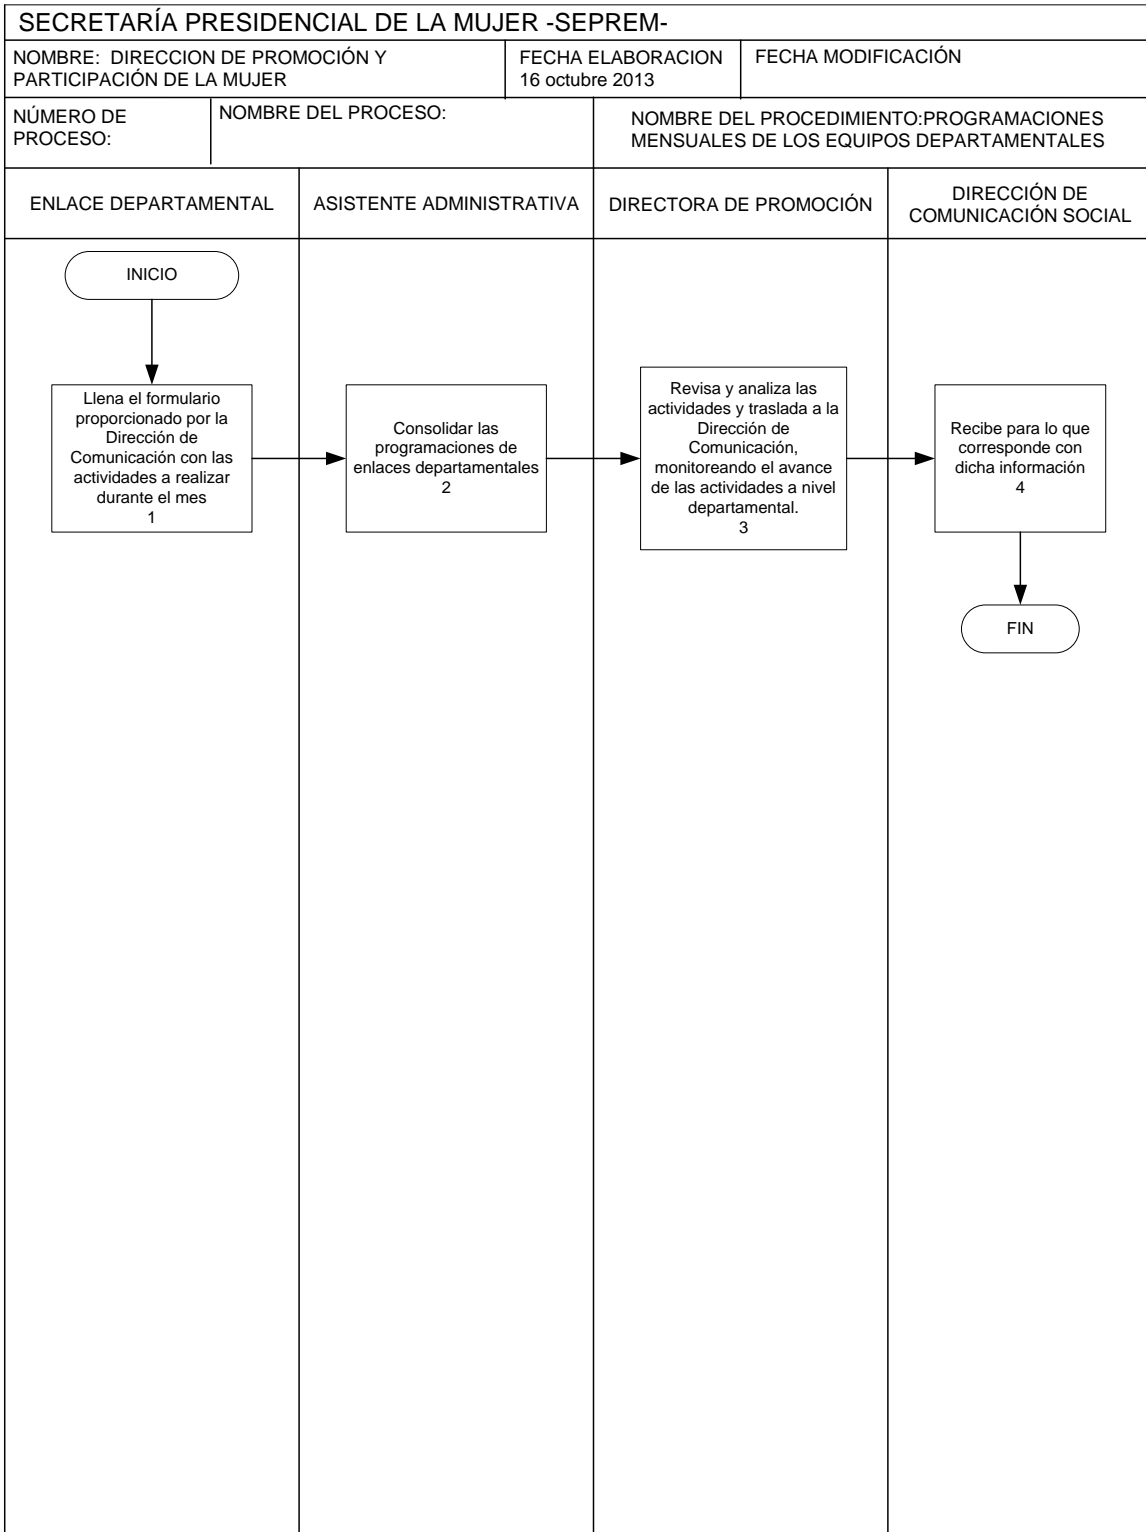 SECRETARÍA PRESIDENCIAL DE LA MUJER -SEPREM-
NOMBRE: DIRECCION DE PROMOCIÓN Y
PARTICIPACIÓN DE LA MUJER
FECHA ELABORACION
16 octubre 2013
FECHA MODIFICACIÓN
NÚMERO DE
PROCESO:
NOMBRE DEL PROCESO:
NOMBRE DEL PROCEDIMIENTO:PROGRAMACIONES
MENSUALES DE LOS EQUIPOS DEPARTAMENTALES
ENLACE DEPARTAMENTAL
ASISTENTE ADMINISTRATIVA
DIRECTORA DE PROMOCIÓN
DIRECCIÓN DE
COMUNICACIÓN SOCIAL
INICIO
Llena el formulario
proporcionado por la
Dirección de
Comunicación con las
actividades a realizar
durante el mes
1
Consolidar las
programaciones de
enlaces departamentales
2
Revisa y analiza las
actividades y traslada a la
Dirección de
Comunicación,
monitoreando el avance
de las actividades a nivel
departamental.
3
Recibe para lo que
corresponde con
dicha información
4
FIN